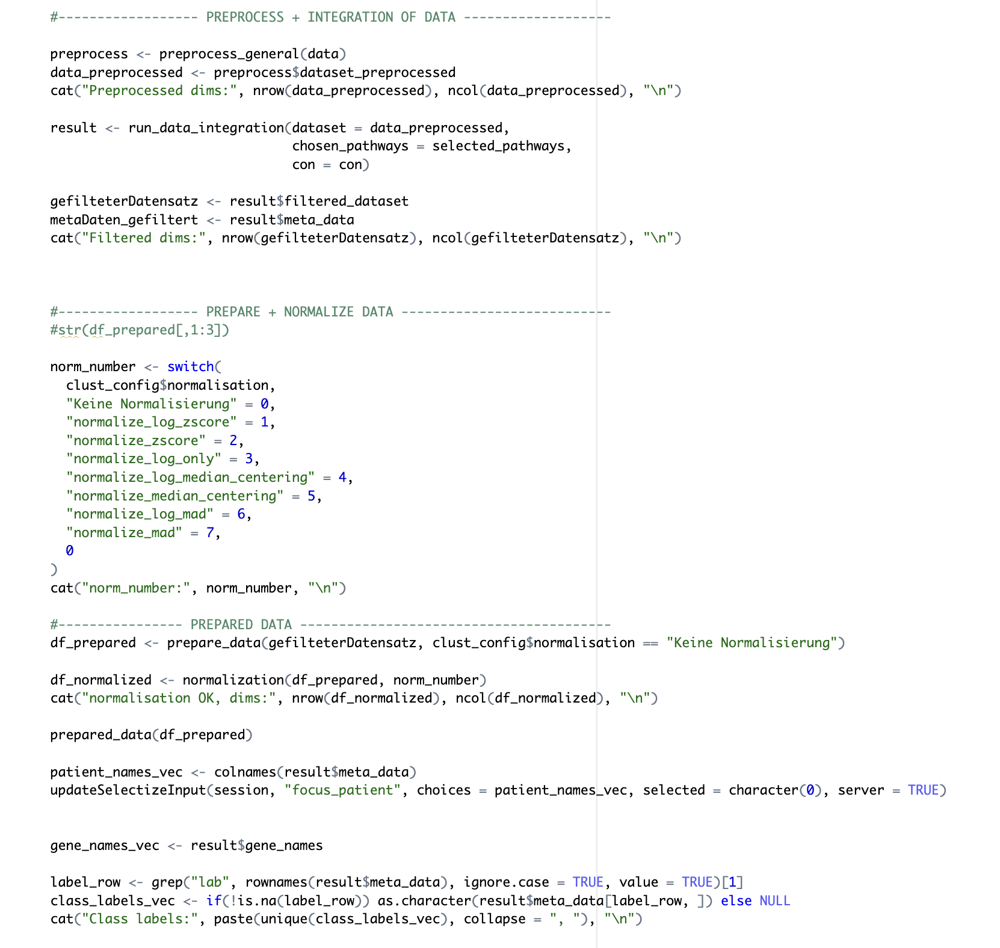 #------------------ PREPROCESS + INTEGRATION OF DATA -------------------
preprocess <- preprocess_general(data)
data_preprocessed <- preprocess$dataset_preprocessed
cat("Preprocessed dims:", nrow(data_preprocessed), ncol(data_preprocessed), "\n")
result <- run_data_integration(dataset = data_preprocessed,
                               chosen_pathways = selected_pathways,
                               con = con)
gefilteterDatensatz <- result$filtered_dataset
metaDaten_gefiltert <- result$meta_data
cat("Filtered dims:", nrow(gefilteterDatensatz), ncol(gefilteterDatensatz), "\n")
#------------------ PREPARE + NORMALIZE DATA ---------------------------
#str(df_prepared[,1:3])
norm_number <- switch(
  clust_config$normalisation,
  "Keine Normalisierung" = 0,
  "normalize_log_zscore" = 1,
  "normalize_zscore" = 2,
  "normalize_log_only" = 3,
  "normalize_log_median_centering" = 4,
  "normalize_median_centering" = 5,
  "normalize_log_mad" = 6,
  "normalize_mad" = 7,
  0
)
cat("norm_number:", norm_number, "\n")
#---------------- PREPARED DATA ----------------------------------------
df_prepared <- prepare_data(gefilteterDatensatz, clust_config$normalisation == "Keine Normalisierung")
df_normalized <- normalization(df_prepared, norm_number)
cat("normalisation OK, dims:", nrow(df_normalized), ncol(df_normalized), "\n")
prepared_data(df_prepared)
patient_names_vec <- colnames(result$meta_data)
updateSelectizeInput(session, "focus_patient", choices = patient_names_vec, selected = character(0), server = TRUE)
gene_names_vec <- result$gene_names
label_row <- grep("lab", rownames(result$meta_data), ignore.case = TRUE, value = TRUE)[1]
class_labels_vec <- if(!is.na(label_row)) as.character(result$meta_data[label_row, ]) else NULL
cat("Class labels:", paste(unique(class_labels_vec), collapse = ", "), "\n")